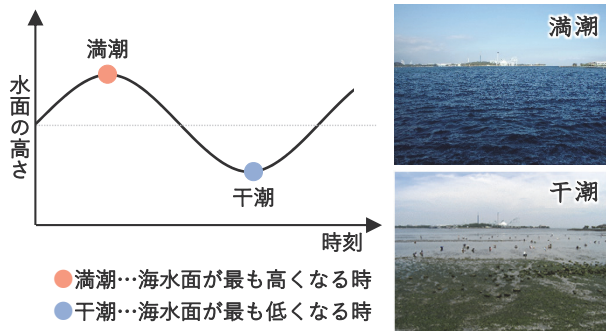 満潮
水面の高さ
干潮
時刻
満潮…海水面が最も高くなる時
干潮…海水面が最も低くなる時
満潮
干潮